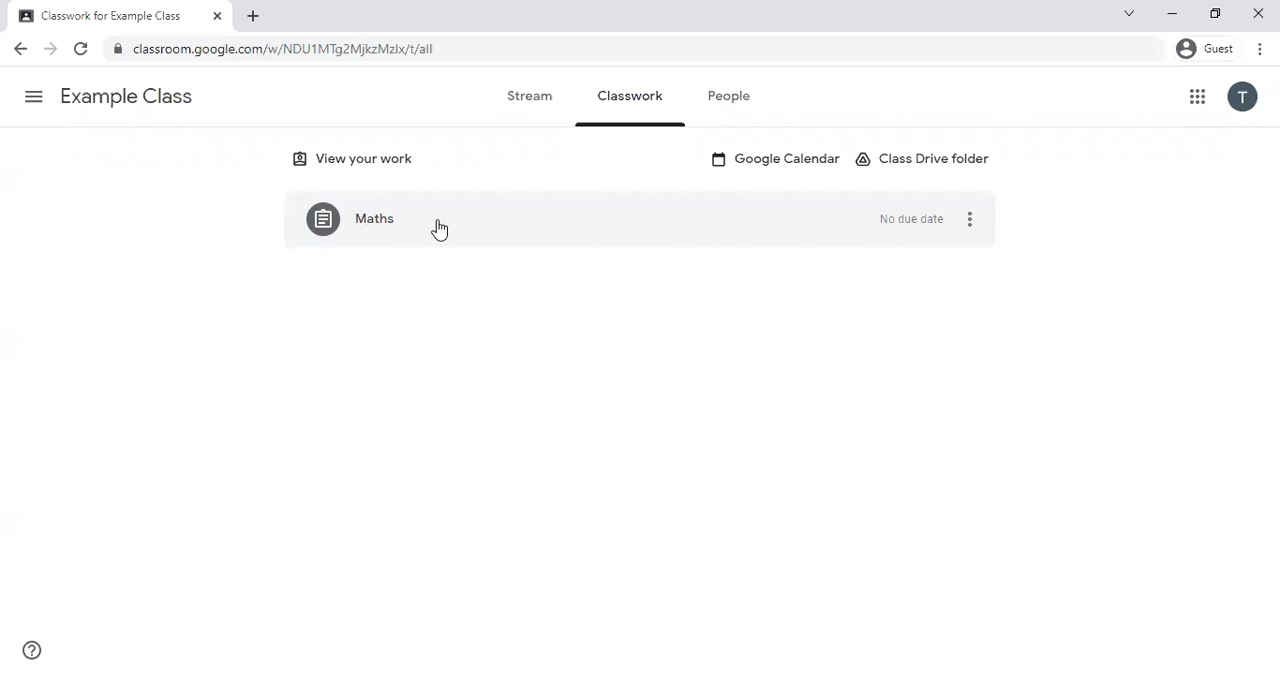 Classwork for Example Class
classroom.google.com/w/NDU1MTg2MjkzMzIx/t/all
Guest
Example Class
Stream
Classwork
People
T
View your work
Google Calendar
Class Drive folder
Maths
No due date